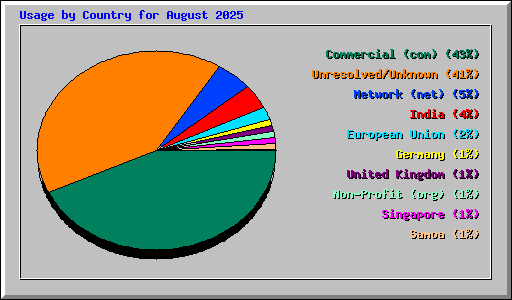 Usage by Country for August 2025
Commercial (com) (43%)
Unresolved/Unknown (41%)
Network (net) (5%)
India (4%)
European Union (2%)
Germany (1%)
United Kingdom (1%)
Non-Profit (org) (1%)
Singapore (1%)
Samoa (1%)